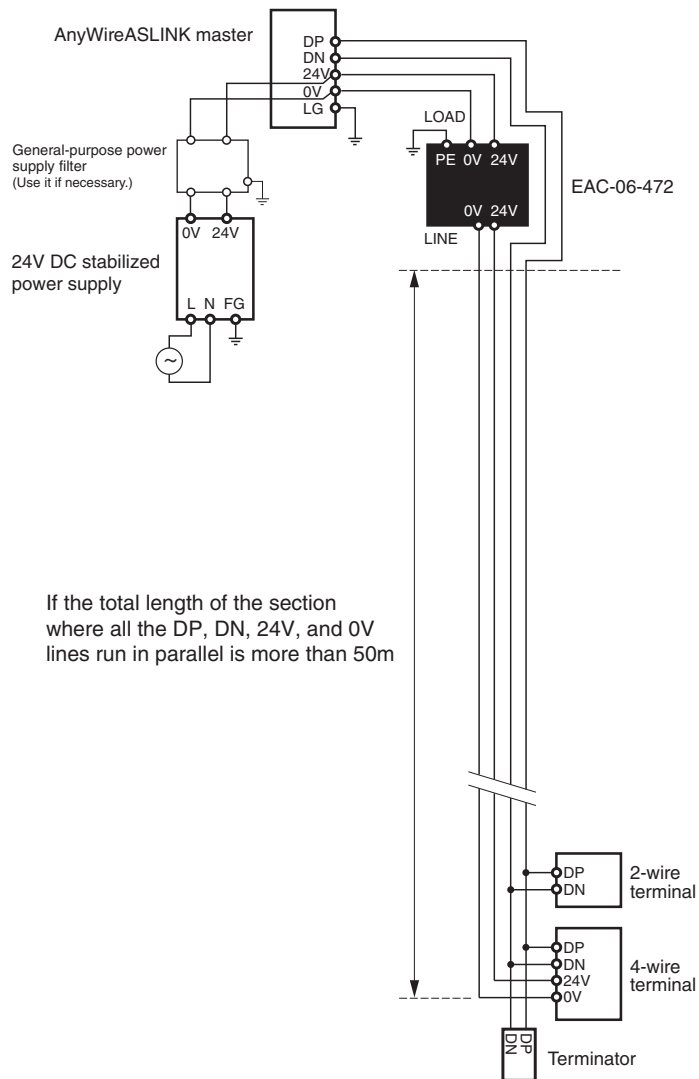 AnyWireASLINK master
DP
DN
24V
0V
LG
General-purpose power
supply filter
(Use it if necessary.)
LOAD
PE 0V 24V
0V 24V
LINE
EAC-06-472
0V 24V
24V DC stabilized
power supply
L N FG
~
If the total length of the section
where all the DP, DN, 24V, and 0V
lines run in parallel is more than 50m
DP
DN
2-wire
terminal
DP
DN
24V
0V
4-wire
terminal
DN
DP
Terminator